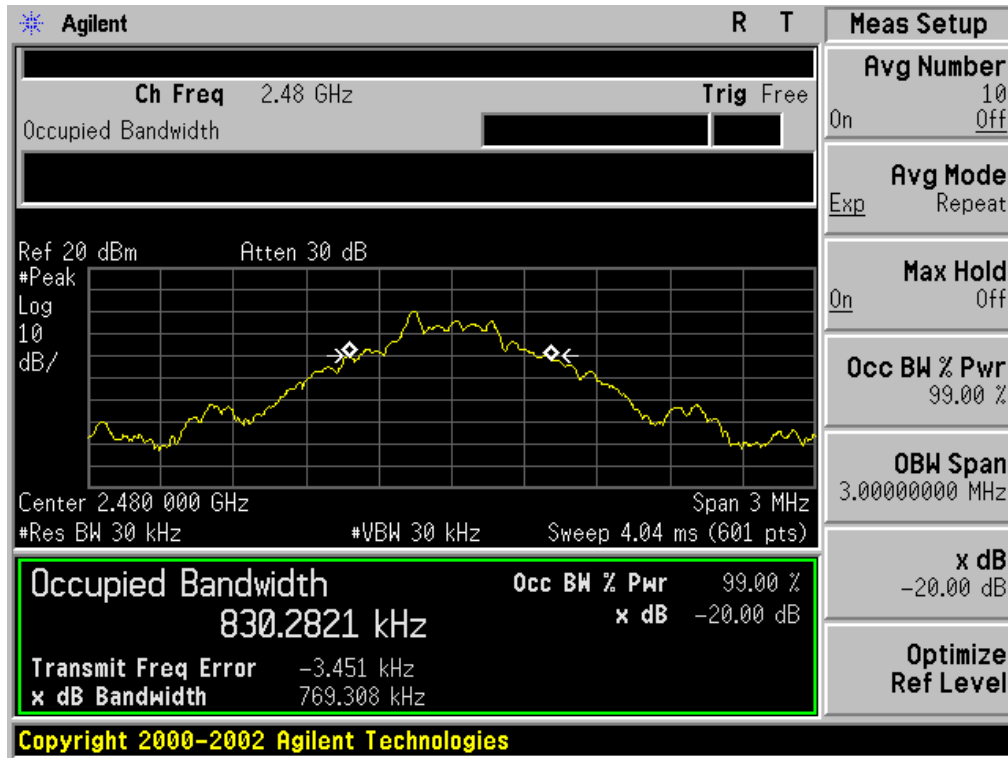 Agilent R T
Ch Freq 2.48 GHz Trig Free
Occupied Bandwidth
Ref 20 dBm Atten 30 dB
#Peak
Log
10
dB/
Center 2.480 000 GHz Span 3 MHz
#Res BW 30 kHz #VBW 30 kHz Sweep 4.04 ms (601 pts)
Occupied Bandwidth Occ BW % Pwr 99.00 %
830.2821 kHz x dB -20.00 dB
Transmit Freq Error -3.451 kHz
x dB Bandwidth 769.308 kHz
Copyright 2000-2002 Agilent Technologies
Meas Setup
Avg Number
10
On Off
Avg Mode
Exp Repeat
Max Hold
On Off
Occ BW % Pwr
99.00 %
OBW Span
3.00000000 MHz
x dB
-20.00 dB
Optimize
Ref Level